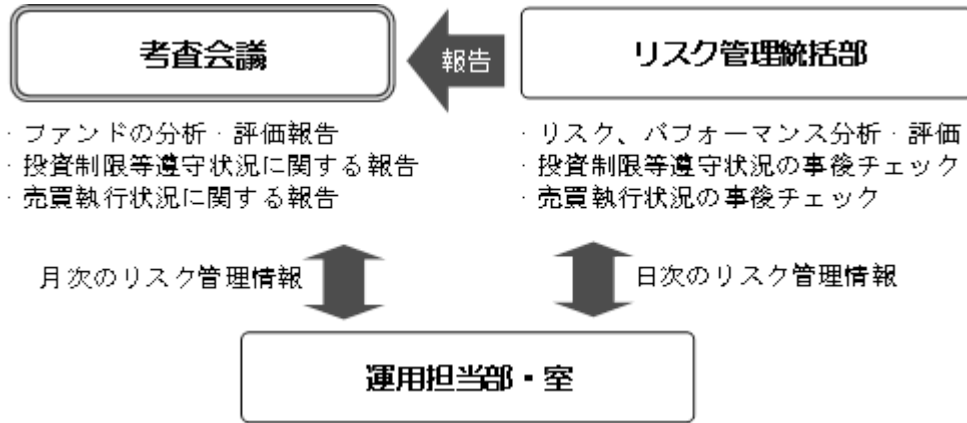 考査会議
報告
リスク管理統括部
· ファンドの分析・評価報告
· 投資制限等遵守状況に関する報告
· 売買執行状況に関する報告
· リスク、パフォーマンス分析・評価
· 投資制限等遵守状況の事後チェック
· 売買執行状況の事後チェック
月次のリスク管理情報
日次のリスク管理情報
運用担当部・室